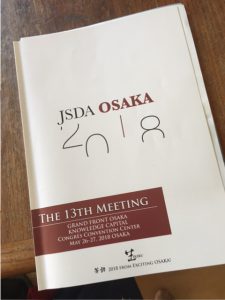 JSDA OSAKA
'2018
THE 13TH MEETING
GRAND FRONT OSAKA
KNOWLEDGE CAPITAL
CONGRÈS CONVENTION CENTER
MAY 26-27, 2018 OSAKA
2018 FROM EXCITING OSAKA!